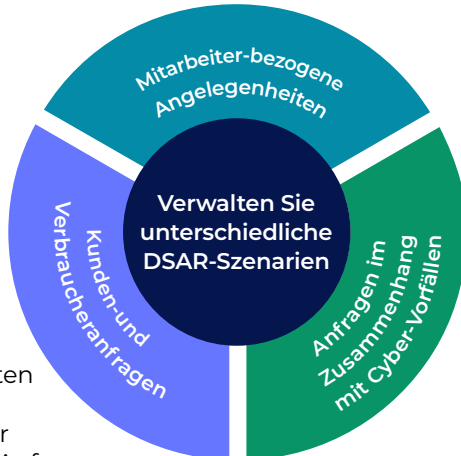 Mitarbeiter-bezogene
Angelegenheiten
Verwalten Sie
unterschiedliche
DSAR-Szenarien
Kunden-und
Verbraucheranfragen
Anfragen im
Zusammenhang
mit Cyber-Vorfällen